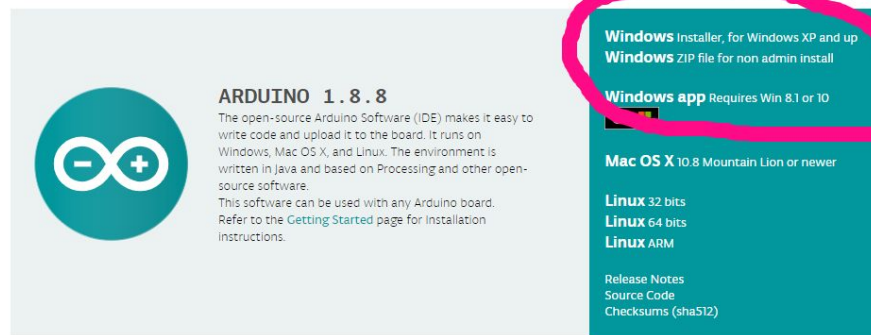 ARDUINO 1.8.8
The open-source Arduino Software (IDE) makes it easy to
write code and upload it to the board. It runs on
Windows, Mac OS X, and Linux. The environment is
written in Java and based on Processing and other open-
source software.
This software can be used with any Arduino board.
Refer to the Getting Started page for Installation
instructions.
Windows Installer, for Windows XP and up
Windows ZIP file for non admin install
Windows app Requires Win 8.1 or 10
Mac OS X 10.8 Mountain Lion or newer
Linux 32 bits
Linux 64 bits
Linux ARM
Release Notes
Source Code
Checksums (sha512)